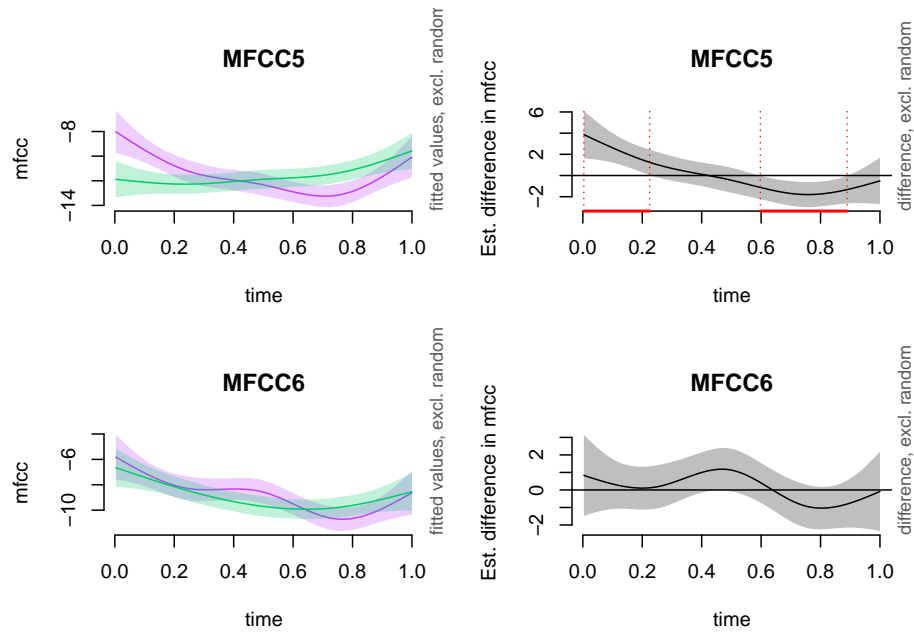 MFCC5
mfcc
−8
−14
0.0 0.2 0.4 0.6 0.8 1.0
time
fitted values, excl. random
MFCC5
Est. difference in mfcc
6
2
−2
0.0 0.2 0.4 0.6 0.8 1.0
time
difference, excl. random
MFCC6
mfcc
−6
−10
0.0 0.2 0.4 0.6 0.8 1.0
time
fitted values, excl. random
MFCC6
Est. difference in mfcc
2
0
−2
0.0 0.2 0.4 0.6 0.8 1.0
time
difference, excl. random